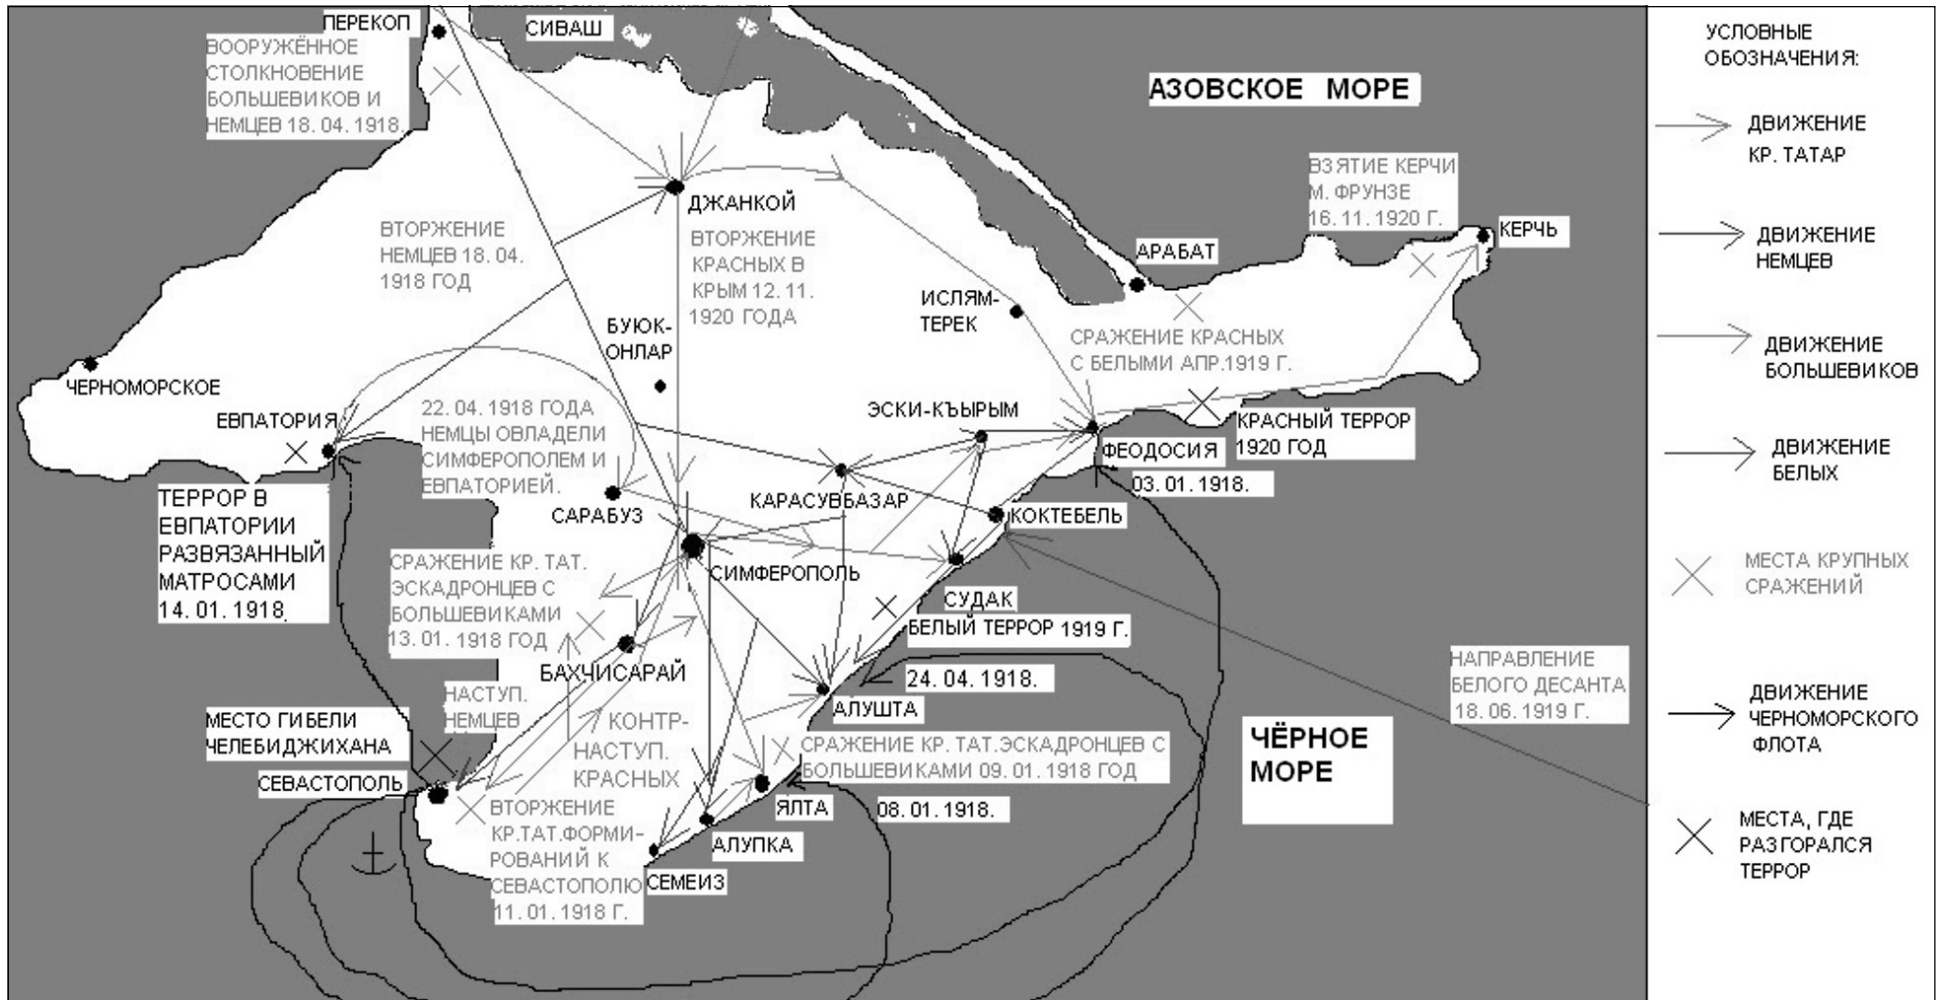 ПЕРЕКОП
СИВАШ
ВООРУЖЁННОЕ
СТОЛКНОВЕНИЕ
БОЛЬШЕВИКОВ И
НЕМЦЕВ 18. 04. 1918.
АЗОВСКОЕ МОРЕ
ДЖАНКОЙ
ВТОРЖЕНИЕ
НЕМЦЕВ 18. 04.
1918 ГОД
ВТОРЖЕНИЕ
КРАСНЫХ В
КРЫМ 12. 11.
1920 ГОДА
ВЗЯТИЕ КЕРЧИ
М. ФРУНЗЕ
16. 11. 1920 Г.
КЕРЧЬ
АРАБАТ
ИСЛЯМ-
ТЕРЕК
БУЮК-
ОНЛАР
СРАЖЕНИЕ КРАСНЫХ
С БЕЛЫМИ АПР.1919 Г.
ЧЕРНОМОРСКОЕ
ЕВПАТОРИЯ
22. 04. 1918 ГОДА
НЕМЦЫ ОВЛАДЕЛИ
СИМФЕРОПОЛЕМ И
ЕВПАТОРИЕЙ.
ЭСКИ-КЪЫРЫМ
КРАСНЫЙ ТЕРРОР
1920 ГОД
ФЕОДОСИЯ
03. 01. 1918.
КАРАСУВБАЗАР
САРАБУЗ
КОКТЕБЕЛЬ
ТЕРРОР В
ЕВПАТОРИИ
РАЗВЯЗАННЫЙ
МАТРОСАМИ
14. 01. 1918.
СРАЖЕНИЕ КР. ТАТ.
ЭСКАДРОНЦЕВ С
БОЛЬШЕВИКАМИ
13. 01. 1918 ГОД
СИМФЕРОПОЛЬ
СУДАК
БЕЛЫЙ ТЕРРОР 1919 Г.
БАХЧИСАРАЙ
24. 04. 1918.
НАПРАВЛЕНИЕ
БЕЛОГО ДЕСАНТА
18. 06. 1919 Г.
НАСТУП.
НЕМЦЕВ
АЛУШТА
МЕСТО ГИБЕЛИ
ЧЕЛЕБИДЖИХАНА
КОНТР-
НАСТУП.
КРАСНЫХ
СРАЖЕНИЕ КР. ТАТ.ЭСКАДРОНЦЕВ С
БОЛЬШЕВИКАМИ 09. 01. 1918 ГОД
ЧЁРНОЕ
МОРЕ
СЕВАСТОПОЛЬ
ЯЛТА
08. 01. 1918.
ВТОРЖЕНИЕ
КР.ТАТ.ФОРМИ-
РОВАНИЙ К
СЕВАСТОПОЛЮ
11. 01. 1918 Г.
АЛУПКА
СЕМЕИЗ
УСЛОВНЫЕ
ОБОЗНАЧЕНИЯ:
ДВИЖЕНИЕ
КР. ТАТАР
ДВИЖЕНИЕ
НЕМЦЕВ
ДВИЖЕНИЕ
БОЛЬШЕВИКОВ
ДВИЖЕНИЕ
БЕЛЫХ
МЕСТА КРУПНЫХ
СРАЖЕНИЙ
ДВИЖЕНИЕ
ЧЕРНОМОРСКОГО
ФЛОТА
МЕСТА, ГДЕ
РАЗГОРАЛСЯ
ТЕРРОР